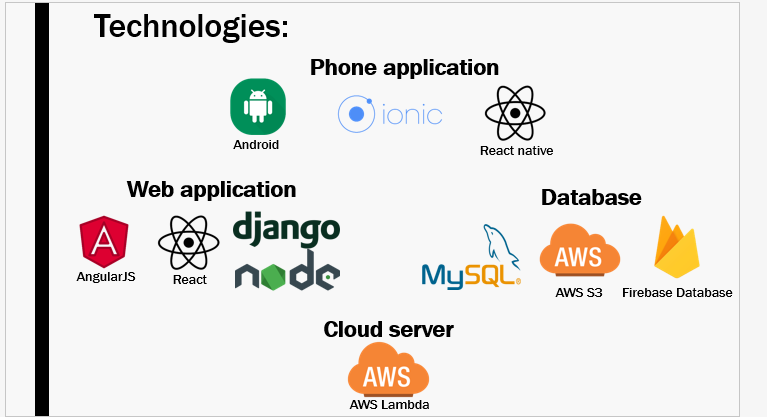 Technologies:
Phone application
Android
ionic
React native
Web application
AngularJS
React
django
node
Database
MySQL®
AWS
AWS S3
Firebase Database
Cloud server
AWS
AWS Lambda